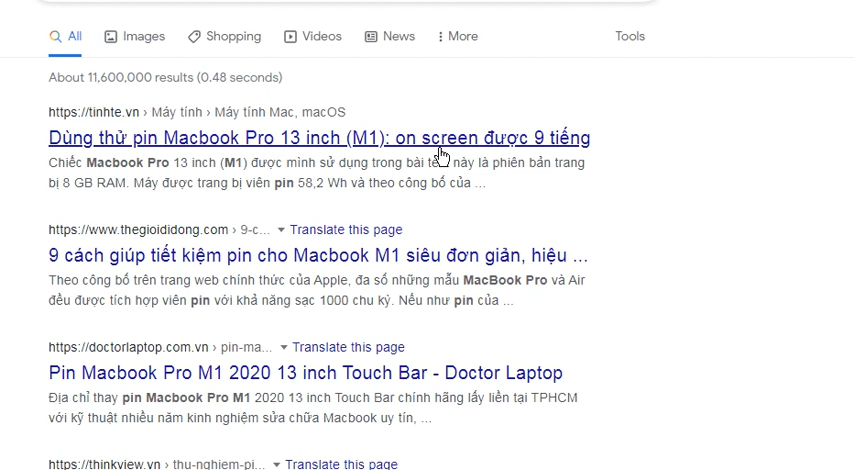 All Images Shopping Videos News More Tools
About 11,600,000 results (0.48 seconds)
https://tinhte.vn › Máy tính › Máy tính Mac, macOS
Dùng thử pin Macbook Pro 13 inch (M1): on screen được 9 tiếng
Chiếc Macbook Pro 13 inch (M1) được mình sử dụng trong bài này là phiên bản trang
bị 8 GB RAM. Máy được trang bị viên pin 58,2 Wh và theo công bố của ...
https://www.thegioididong.com › 9-c... Translate this page
9 cách giúp tiết kiệm pin cho Macbook M1 siêu đơn giản, hiệu ...
Theo công bố trên trang web chính thức của Apple, đa số những mẫu MacBook Pro và Air
đều được tích hợp viên pin với khả năng sạc 1000 chu kỳ. Nếu như pin của ...
https://doctorlaptop.com.vn › pin-ma... Translate this page
Pin Macbook Pro M1 2020 13 inch Touch Bar - Doctor Laptop
Địa chỉ thay pin Macbook Pro M1 2020 13 inch Touch Bar chính hãng lấy liền tại TPHCM
với kỹ thuật nhiều năm kinh nghiệm sửa chữa Macbook uy tín, ...
https://thinkview.vn › thu-nghiem-pi... Translate this page